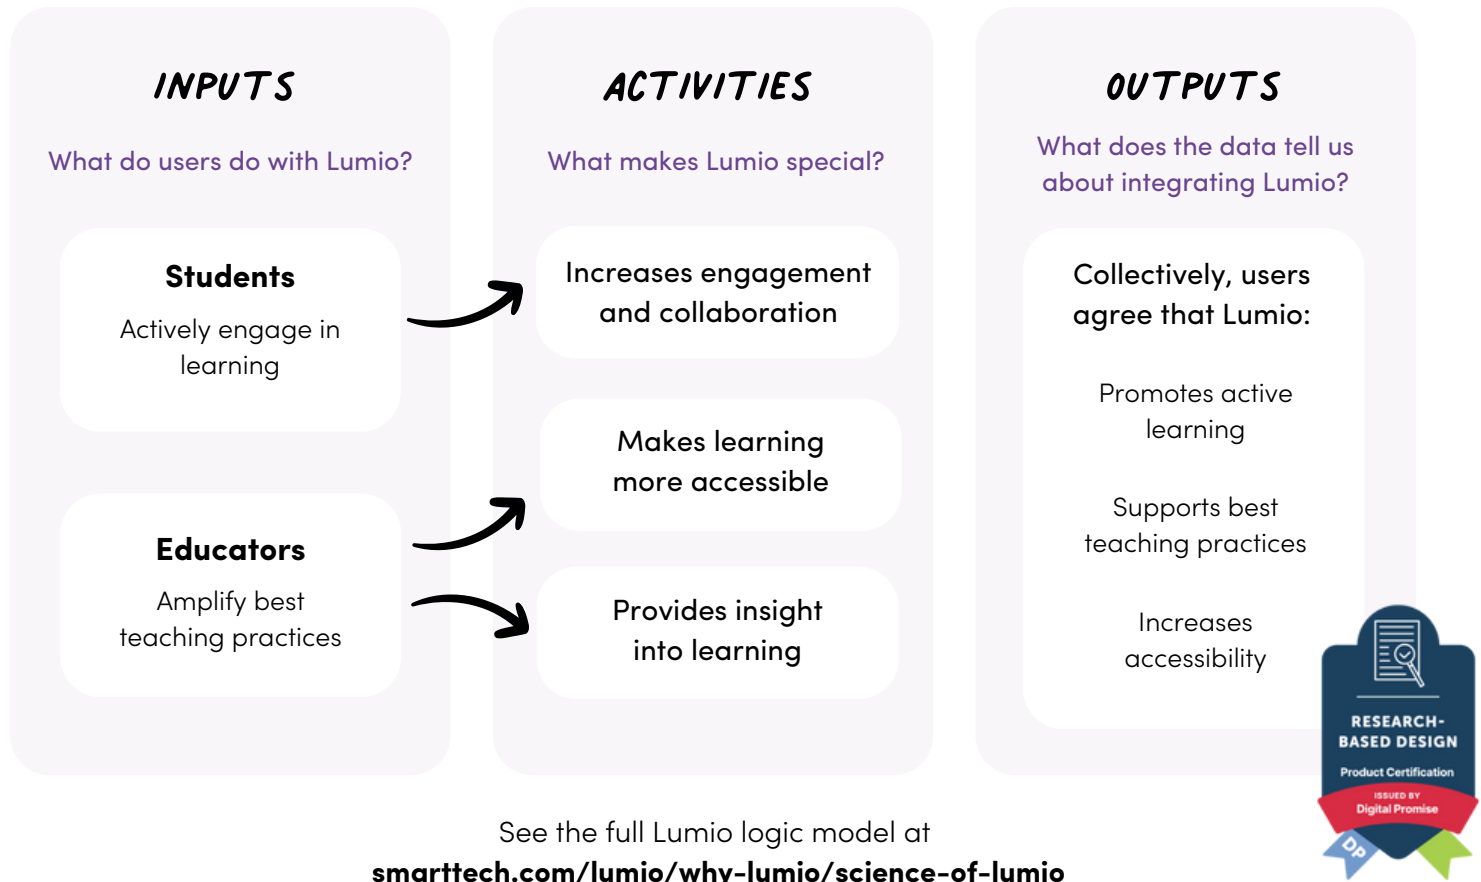 INPUTS
What do users do with Lumio?
Students
Actively engage in
learning
Educators
Amplify best
teaching practices
ACTIVITIES
What makes Lumio special?
Increases engagement
and collaboration
Makes learning
more accessible
Provides insight
into learning
OUTPUTS
What does the data tell us
about integrating Lumio?
Collectively, users
agree that Lumio:
Promotes active
learning
Supports best
teaching practices
Increases
accessibility
RESEARCH-
BASED DESIGN
Product Certification
ISSUED BY
Digital Promise
DP
See the full Lumio logic model at
smarttech.com/lumio/why-lumio/science-of-lumio